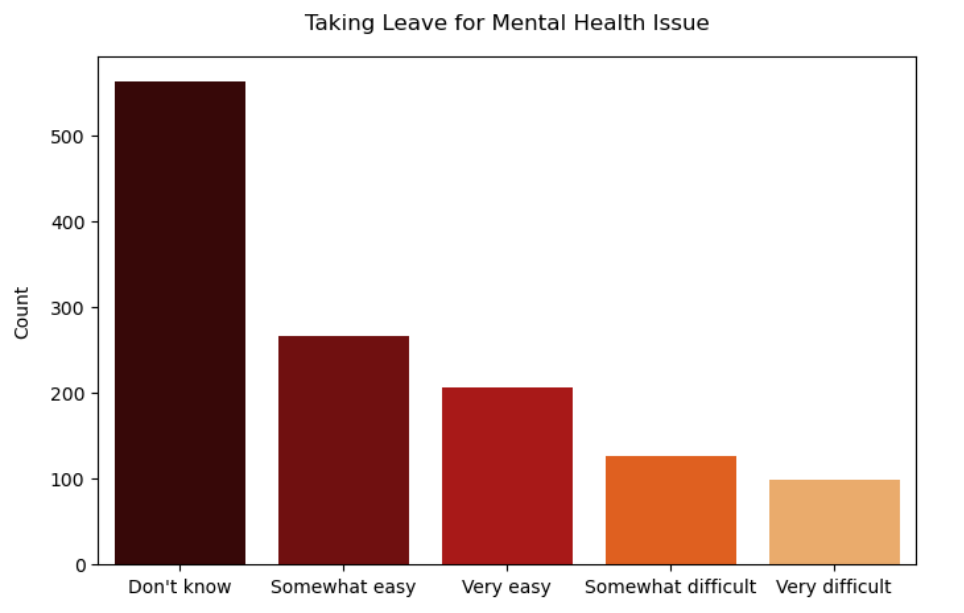 Taking Leave for Mental Health Issue
Count
500
400
300
200
100
0
Don't know Somewhat easy Very easy Somewhat difficult Very difficult